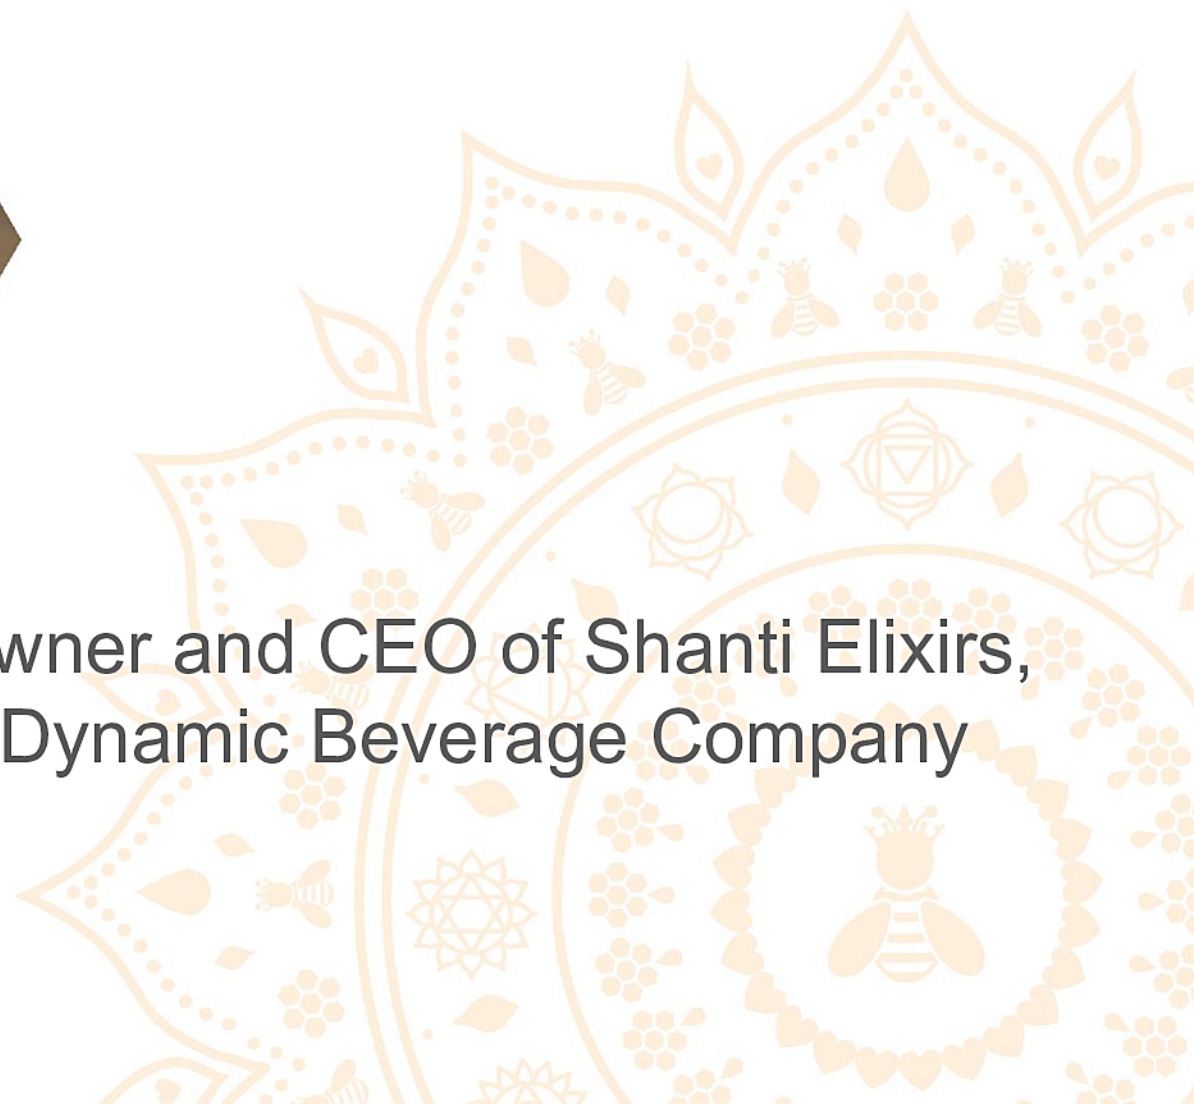 wner and CEO of Shanti Elixirs,
Dynamic Beverage Company